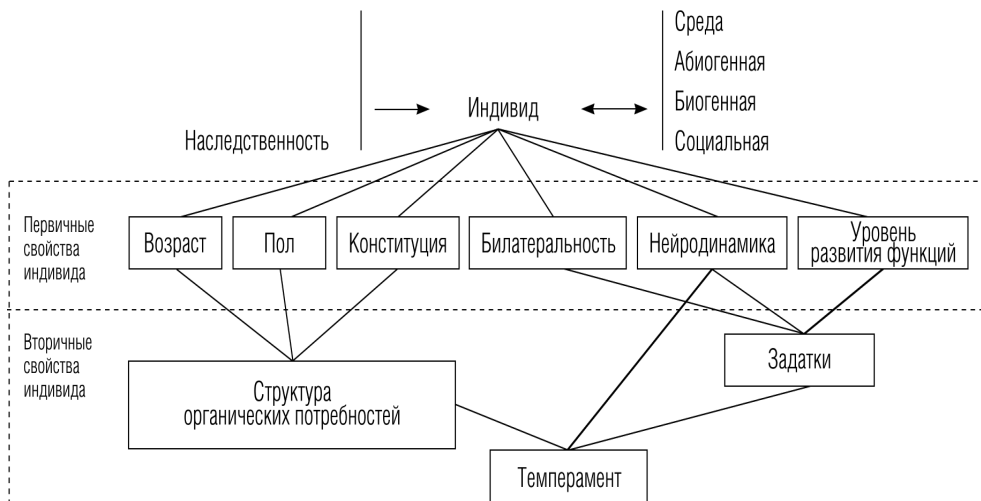 Среда
Абиогенная
Биогенная
Социальная
Индивид
Наследственность
Первичные
свойства
индивида
Возраст
Пол
Конституция
Билатеральность
Нейродинамика
Уровень
развития функций
Вторичные
свойства
индивида
Структура
органических потребностей
Задатки
Темперамент